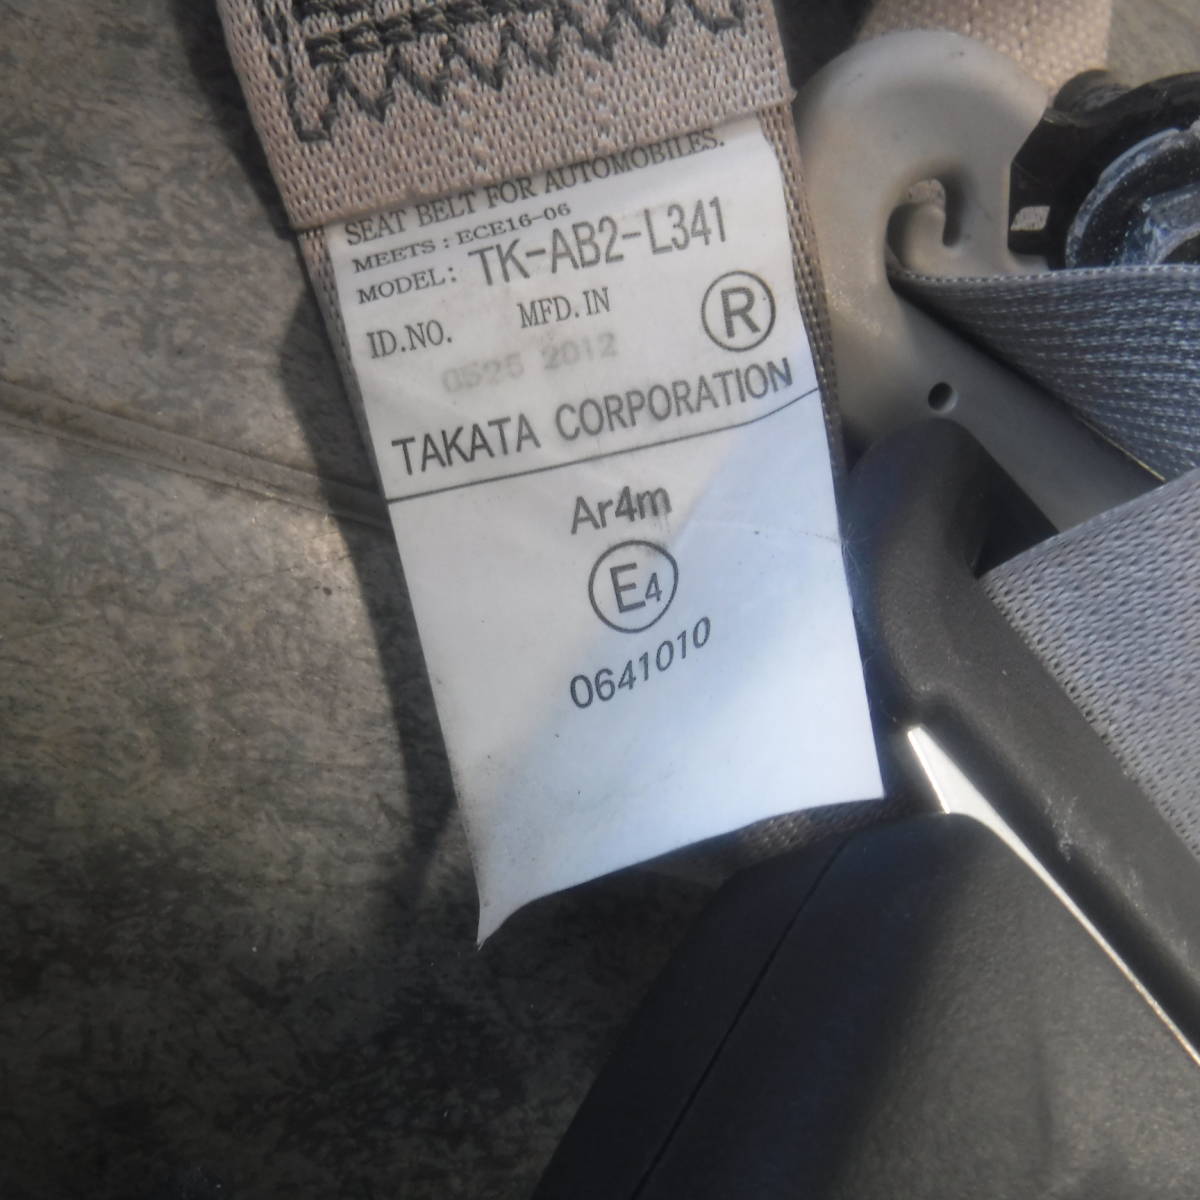 SEAT BELT FOR AUTOMOBILES.
MEETS : ECE16-06
MODEL: TK-AB2-L341
ID.NO. MFD.IN R
0525 2012
TAKATA CORPORATION
Ar4m
E4
0641010